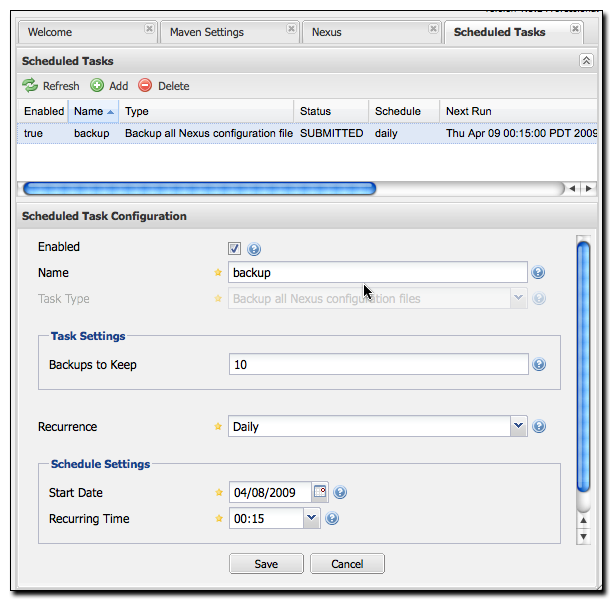 Welcome Maven Settings Nexus Scheduled Tasks
Scheduled Tasks
Refresh Add Delete
Enabled Name Type Status Schedule Next Run
true backup Backup all Nexus configuration file SUBMITTED daily Thu Apr 09 00:15:00 PDT 2009
Scheduled Task Configuration
Enabled
Name backup
Task Type Backup all Nexus configuration files
Task Settings
Backups to Keep 10
Recurrence Daily
Schedule Settings
Start Date 04/08/2009
Recurring Time 00:15
Save Cancel